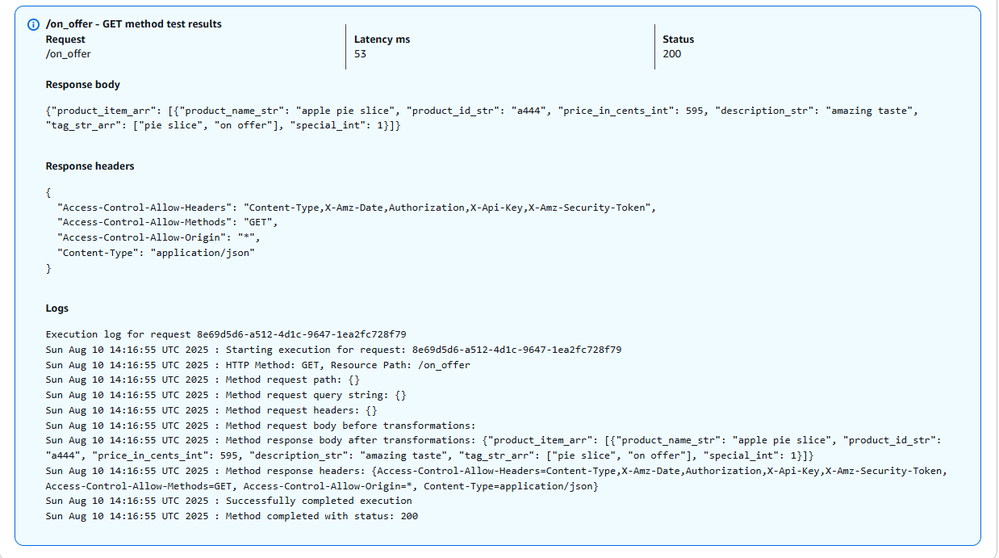 /on_offer - GET method test results
Request
/on_offer
Latency ms
53
Status
200
Response body
{"product_item_arr": [{"product_name_str": "apple pie slice", "product_id_str": "a444", "price_in_cents_int": 595, "description_str": "amazing taste",
"tag_str_arr": ["pie slice", "on offer"], "special_int": 1}]}
Response headers
{
  "Access-Control-Allow-Headers": "Content-Type,X-Amz-Date,Authorization,X-Api-Key,X-Amz-Security-Token",
  "Access-Control-Allow-Methods": "GET",
  "Access-Control-Allow-Origin": "*",
  "Content-Type": "application/json"
}
Logs
Execution log for request 8e69d5d6-a512-4d1c-9647-1ea2fc728f79
Sun Aug 10 14:16:55 UTC 2025 : Starting execution for request: 8e69d5d6-a512-4d1c-9647-1ea2fc728f79
Sun Aug 10 14:16:55 UTC 2025 : HTTP Method: GET, Resource Path: /on_offer
Sun Aug 10 14:16:55 UTC 2025 : Method request path: {}
Sun Aug 10 14:16:55 UTC 2025 : Method request query string: {}
Sun Aug 10 14:16:55 UTC 2025 : Method request headers: {}
Sun Aug 10 14:16:55 UTC 2025 : Method request body before transformations:
Sun Aug 10 14:16:55 UTC 2025 : Method response body after transformations: {"product_item_arr": [{"product_name_str": "apple pie slice", "product_id_str":
"a444", "price_in_cents_int": 595, "description_str": "amazing taste", "tag_str_arr": ["pie slice", "on offer"], "special_int": 1}]}
Sun Aug 10 14:16:55 UTC 2025 : Method response headers: {Access-Control-Allow-Headers=Content-Type,X-Amz-Date,Authorization,X-Api-Key,X-Amz-Security-Token,
Access-Control-Allow-Methods=GET, Access-Control-Allow-Origin=*, Content-Type=application/json}
Sun Aug 10 14:16:55 UTC 2025 : Successfully completed execution
Sun Aug 10 14:16:55 UTC 2025 : Method completed with status: 200